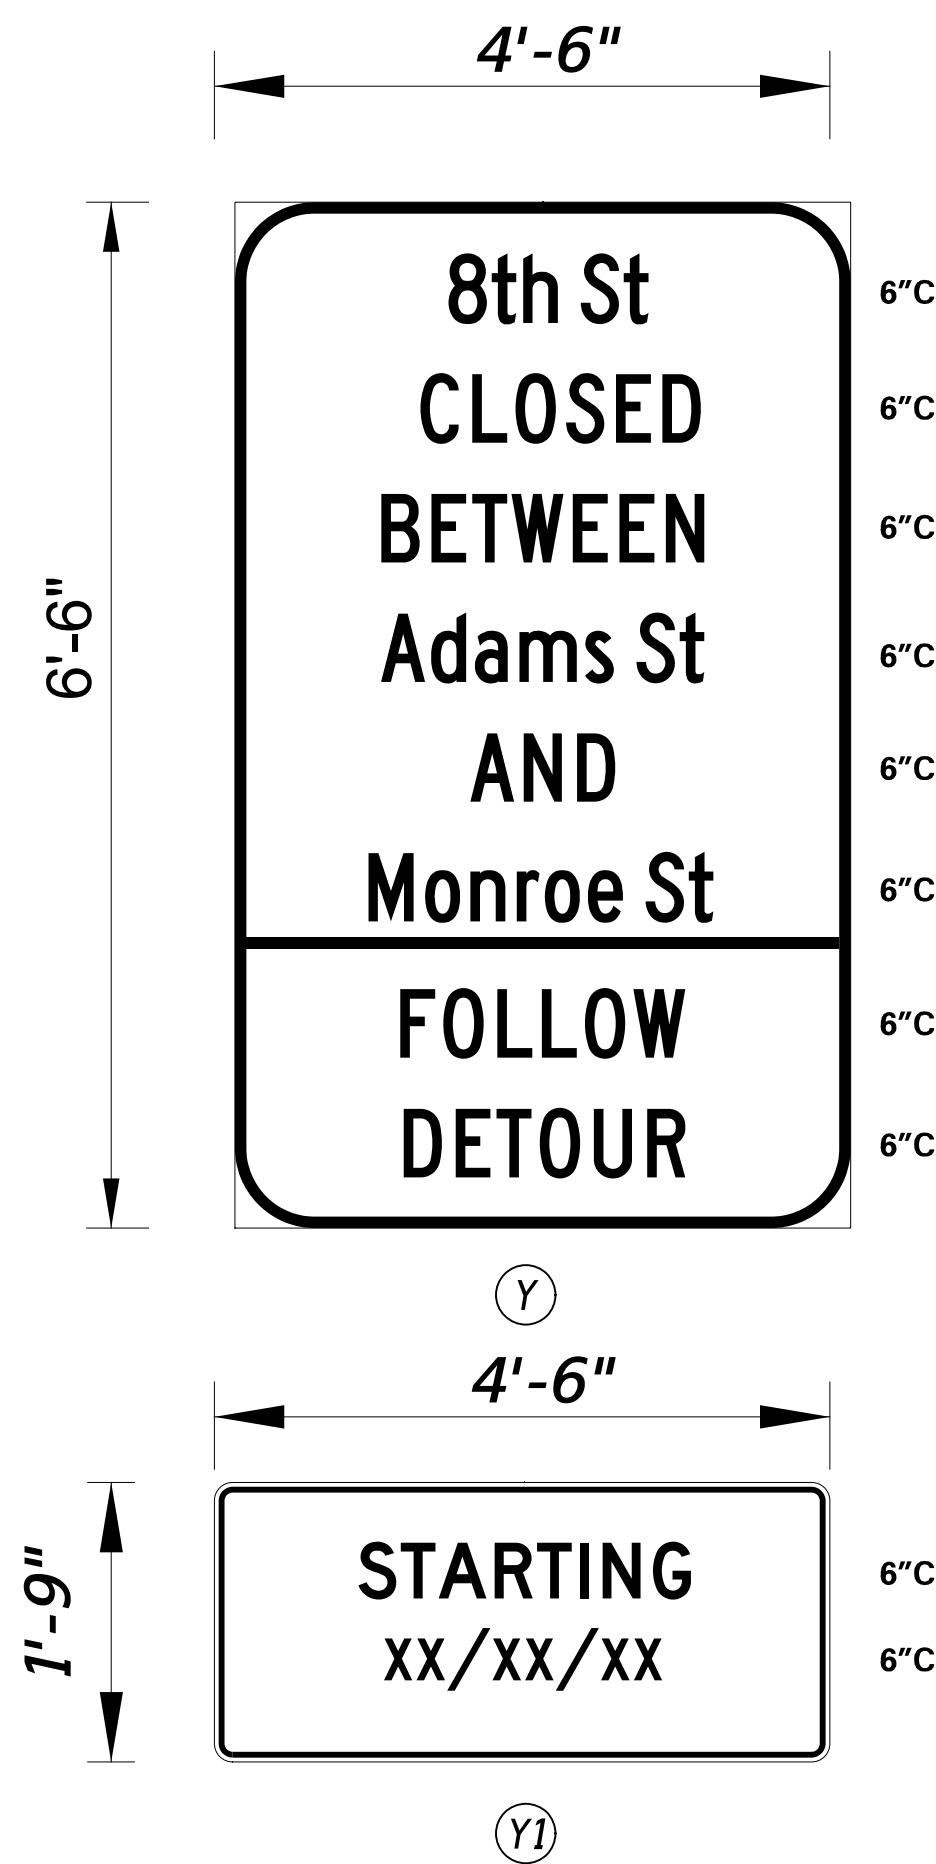 4'-6"
8th St 6"C
CLOSED 6"C
BETWEEN 6"C
6'-6"
Adams St 6"C
AND 6"C
Monroe St 6"C
FOLLOW 6"C
DETOUR 6"C
Y
4'-6"
1'-9"
STARTING 6"C
XX/XX/XX 6"C
Y1